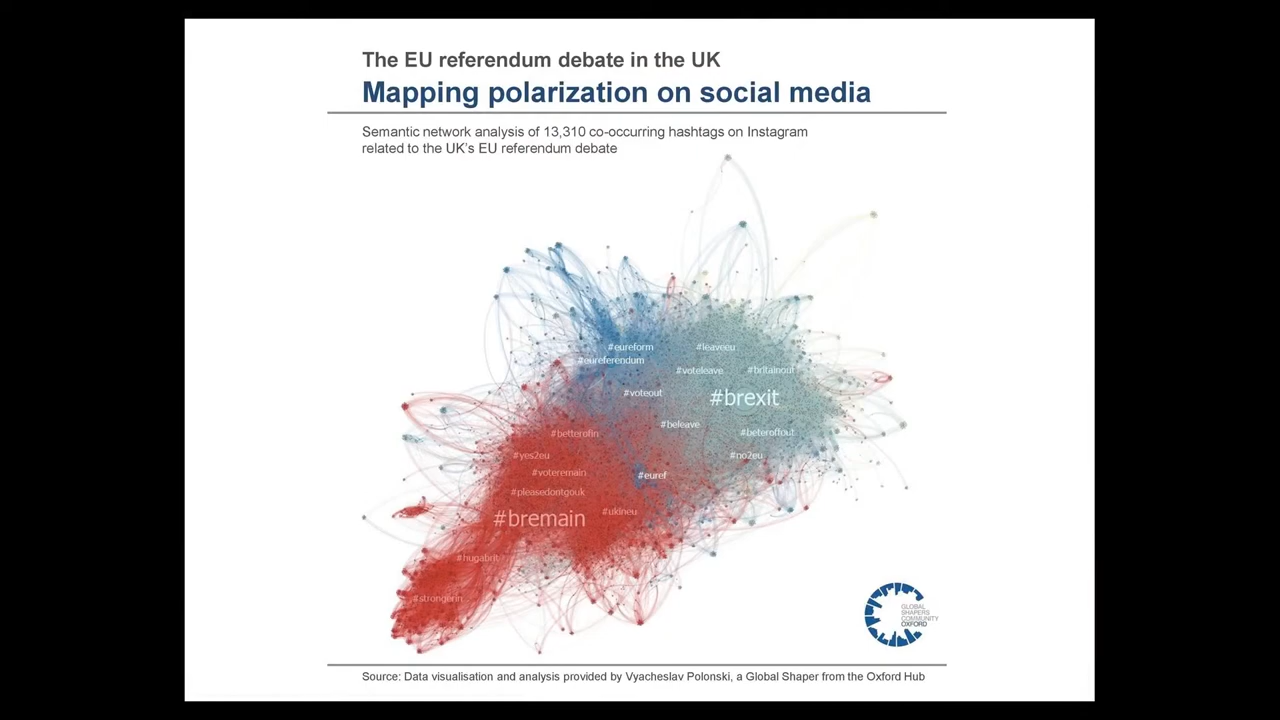 The EU referendum debate in the UK
Mapping polarization on social media
Semantic network analysis of 13,310 co-occurring hashtags on Instagram
related to the UK's EU referendum debate
#eureform
#leaveeu
#eureferendum
#voteleave
#britainout
#voteout
#brexit
#beleave
#betteroffin
#beteroffout
#yes2eu
#no2eu
#voteremain
#euref
#pleasedontgouk
#ukineu
#bremain
#hugabrit
#strongerin
GLOBAL
SHAPERS
COMMUNITY
OXFORD
Source: Data visualisation and analysis provided by Vyacheslav Polonski, a Global Shaper from the Oxford Hub